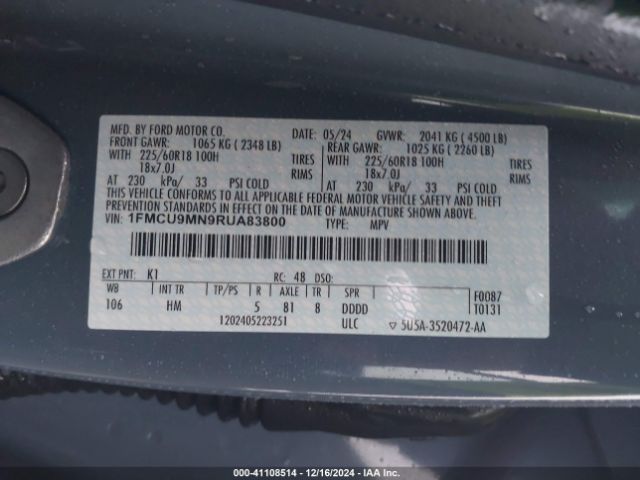 MFD. BY FORD MOTOR CO. DATE: 05/24 GVWR: 2041 KG ( 4500 LB)
FRONT GAWR: 1065 KG ( 2348 LB) REAR GAWR: 1025 KG ( 2260 LB)
WITH 225/60R18 100H TIRES WITH 225/60R18 100H TIRES
18x7.0J RIMS 18x7.0J RIMS
AT 230 kPa/ 33 PSI COLD AT 230 kPa/ 33 PSI COLD
THIS VEHICLE CONFORMS TO ALL APPLICABLE FEDERAL MOTOR VEHICLE SAFETY AND THEFT
PREVENTION STANDARDS IN EFFECT ON THE DATE OF MANUFACTURE SHOWN ABOVE.
VIN: 1FMCU9MN9RUA83800 TYPE: MPV
EXT PNT: K1 RC: 48 DSO:
WB INT TR TP/PS R AXLE TR SPR F0087
106 HM 5 81 8 DDDD T0131
1202405223251 ULC ▽ 5U5A-3520472-AA
000-41108514 - 12/16/2024 - IAA Inc.